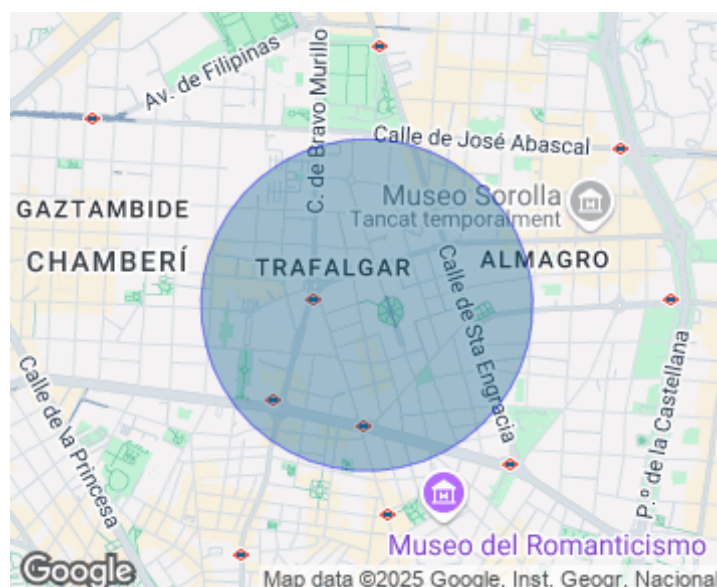 Av. de Filipinas
C. de Bravo Murillo
Calle de José Abascal
GAZTAMBIDE
Museo Sorolla
Tancat temporalment
CHAMBERÍ
TRAFALGAR
ALMAGRO
Calle de Sta Engracia
Calle de la Princesa
P.º de la Castellana
Museo del Romanticismo
Google
Map data ©2025 Google, Inst. Geogr. Nacional